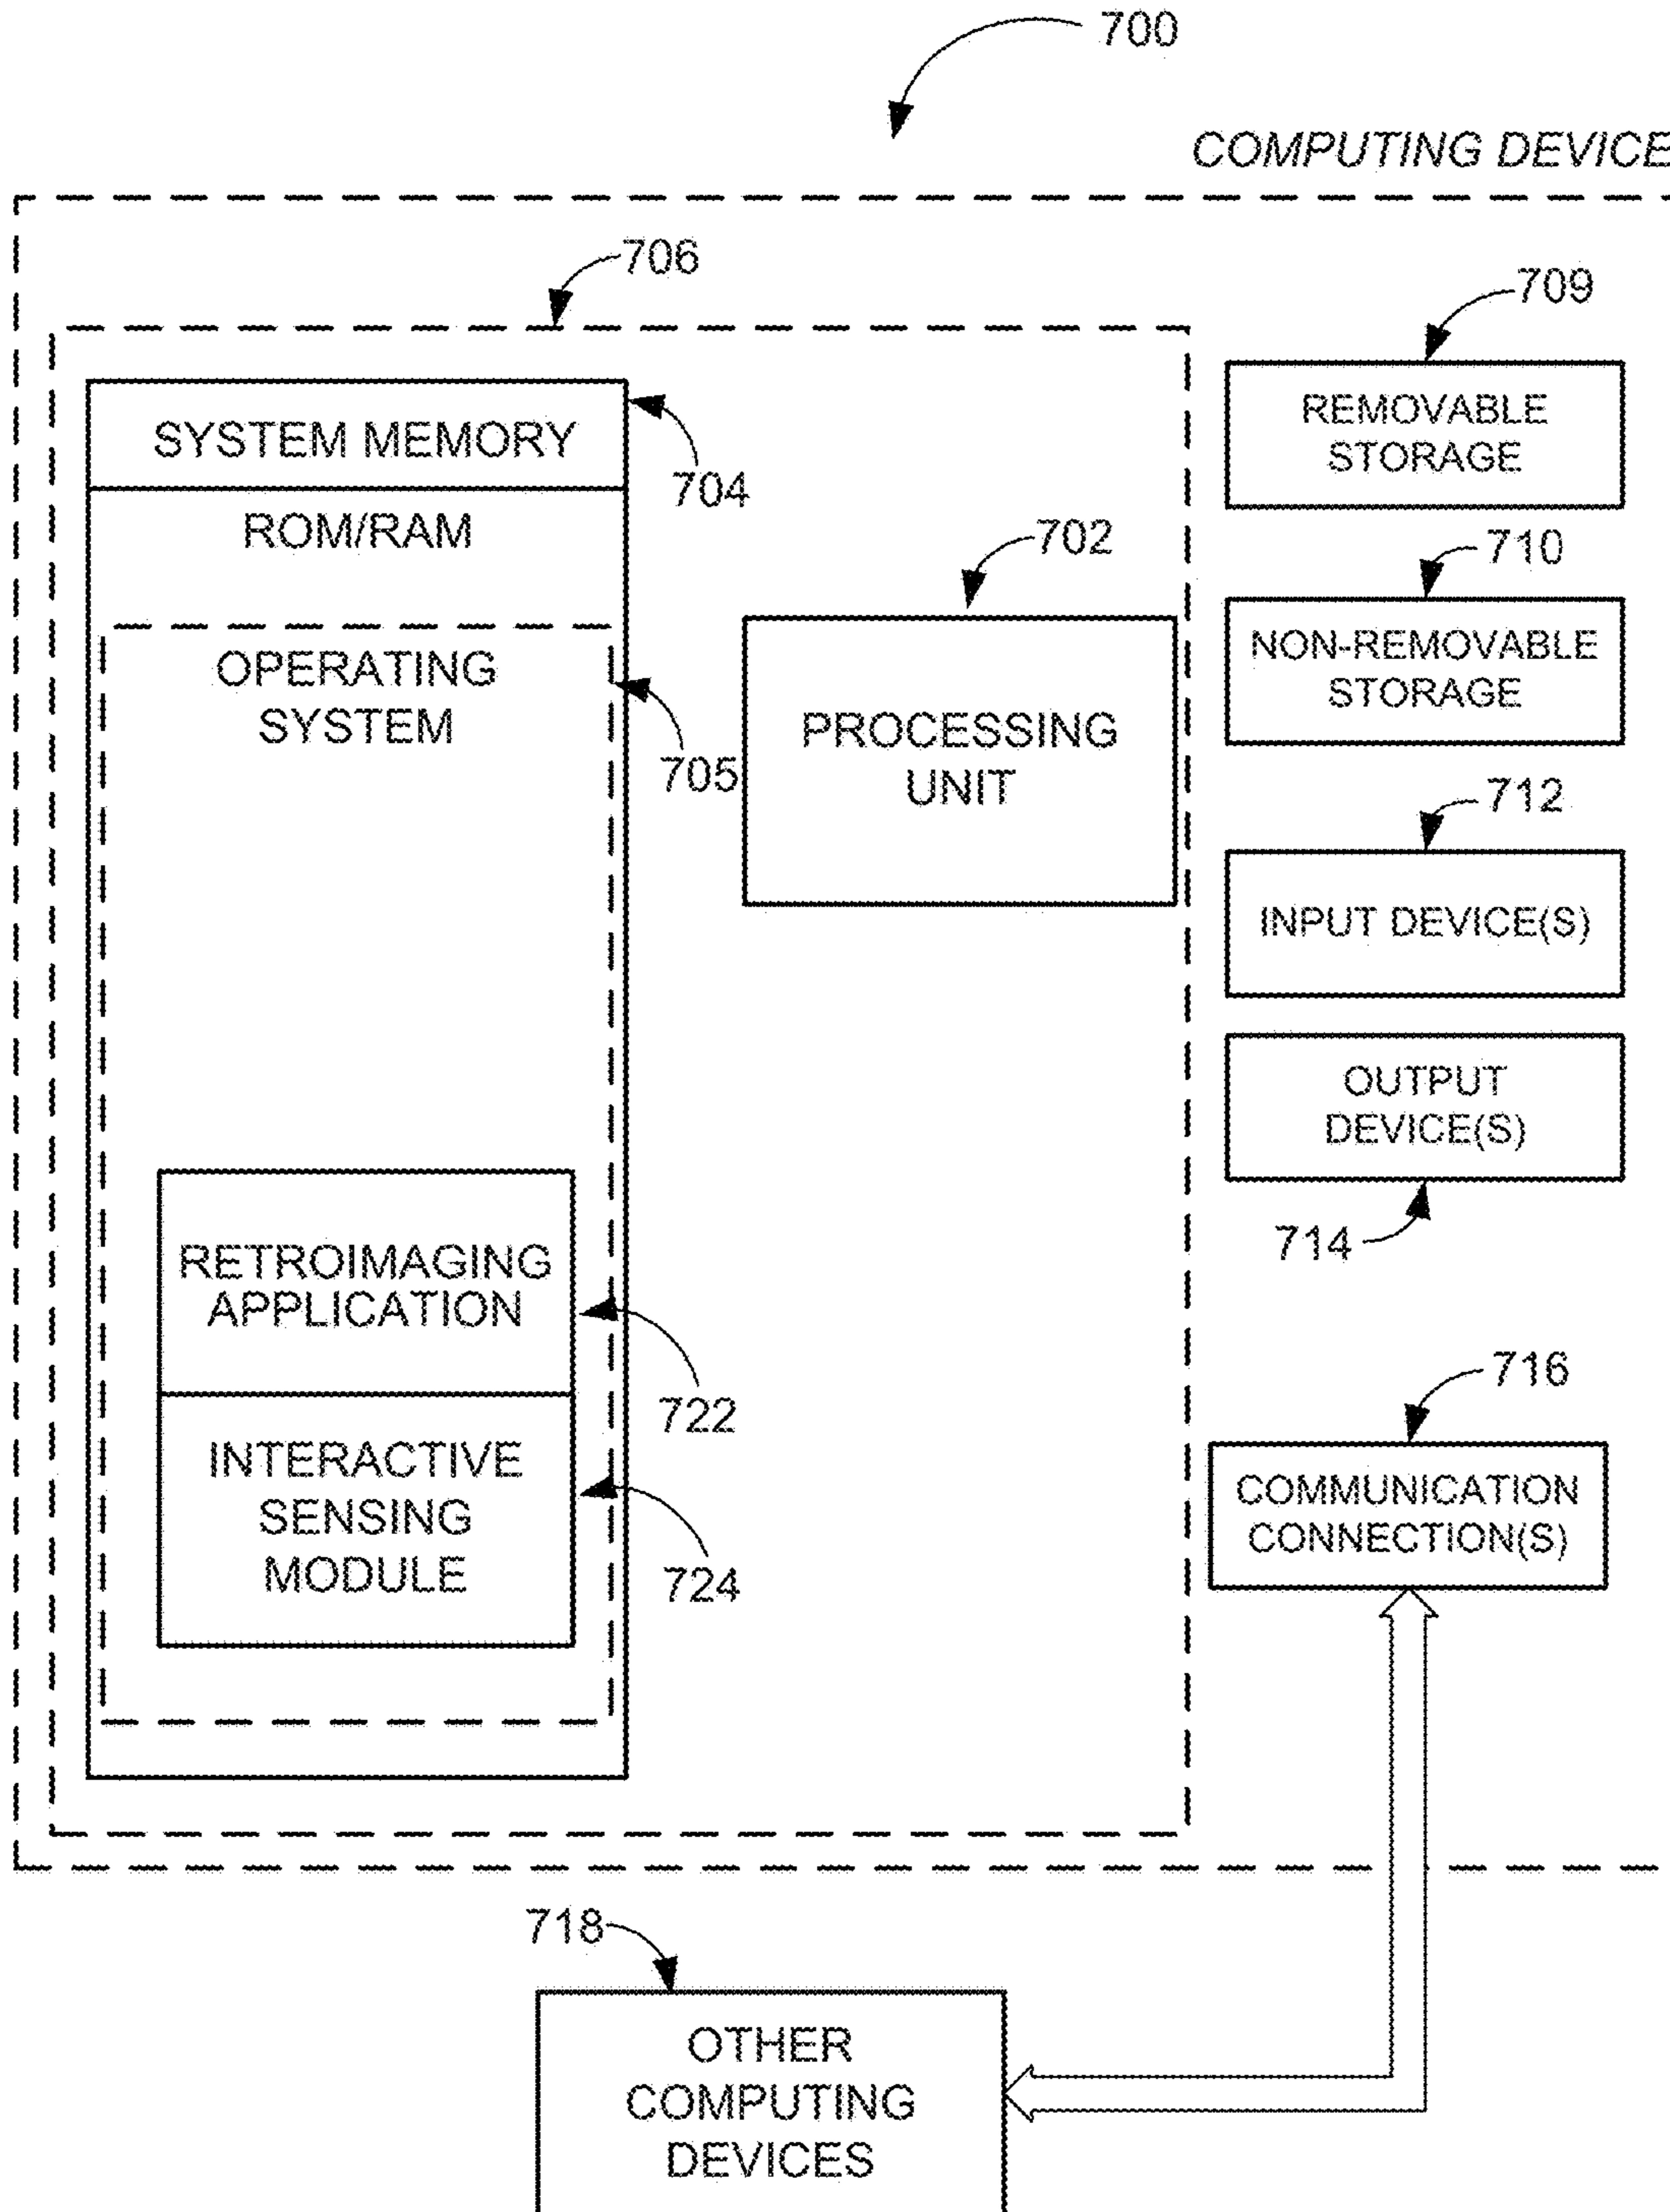 700
COMPUTING DEVICE
706
709
SYSTEM MEMORY
704
REMOVABLE
STORAGE
ROM/RAM
702
710
OPERATING
SYSTEM
705
PROCESSING
UNIT
NON-REMOVABLE
STORAGE
712
INPUT DEVICE(S)
OUTPUT
DEVICE(S)
714
RETROIMAGING
APPLICATION
722
INTERACTIVE
SENSING
MODULE
724
716
COMMUNICATION
CONNECTION(S)
718
OTHER
COMPUTING
DEVICES